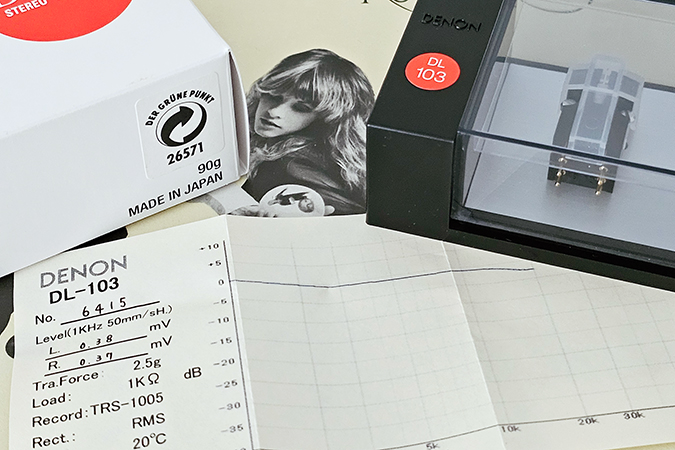 STEREO
DER GRÜNE PUNKT
26571
90g
MADE IN JAPAN
DENON
DL
103
DENON
DL-103
No. 6415
Level(1KHz 50mm/sH.)
L. 0.38 mV
R. 0.37 mV
Tra.Force: 2.5g
Load: 1KΩ
Record: TRS-1005
Rect.: RMS
20℃
dB
+10
+5
0
-5
-10
-15
-20
-25
-30
-35
5k
10k
20k
30k